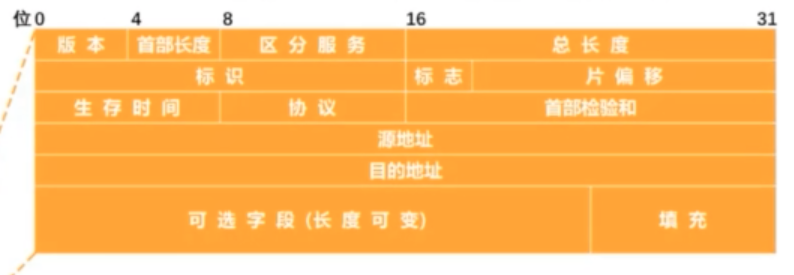 位 0 4 8 16 31
版 本 首部长度 区 分 服 务 总 长 度
标 识 标 志 片 偏 移
生 存 时 间 协 议 首部检验和
源地址
目的地址
可 选 字 段 (长 度 可 变) 填 充